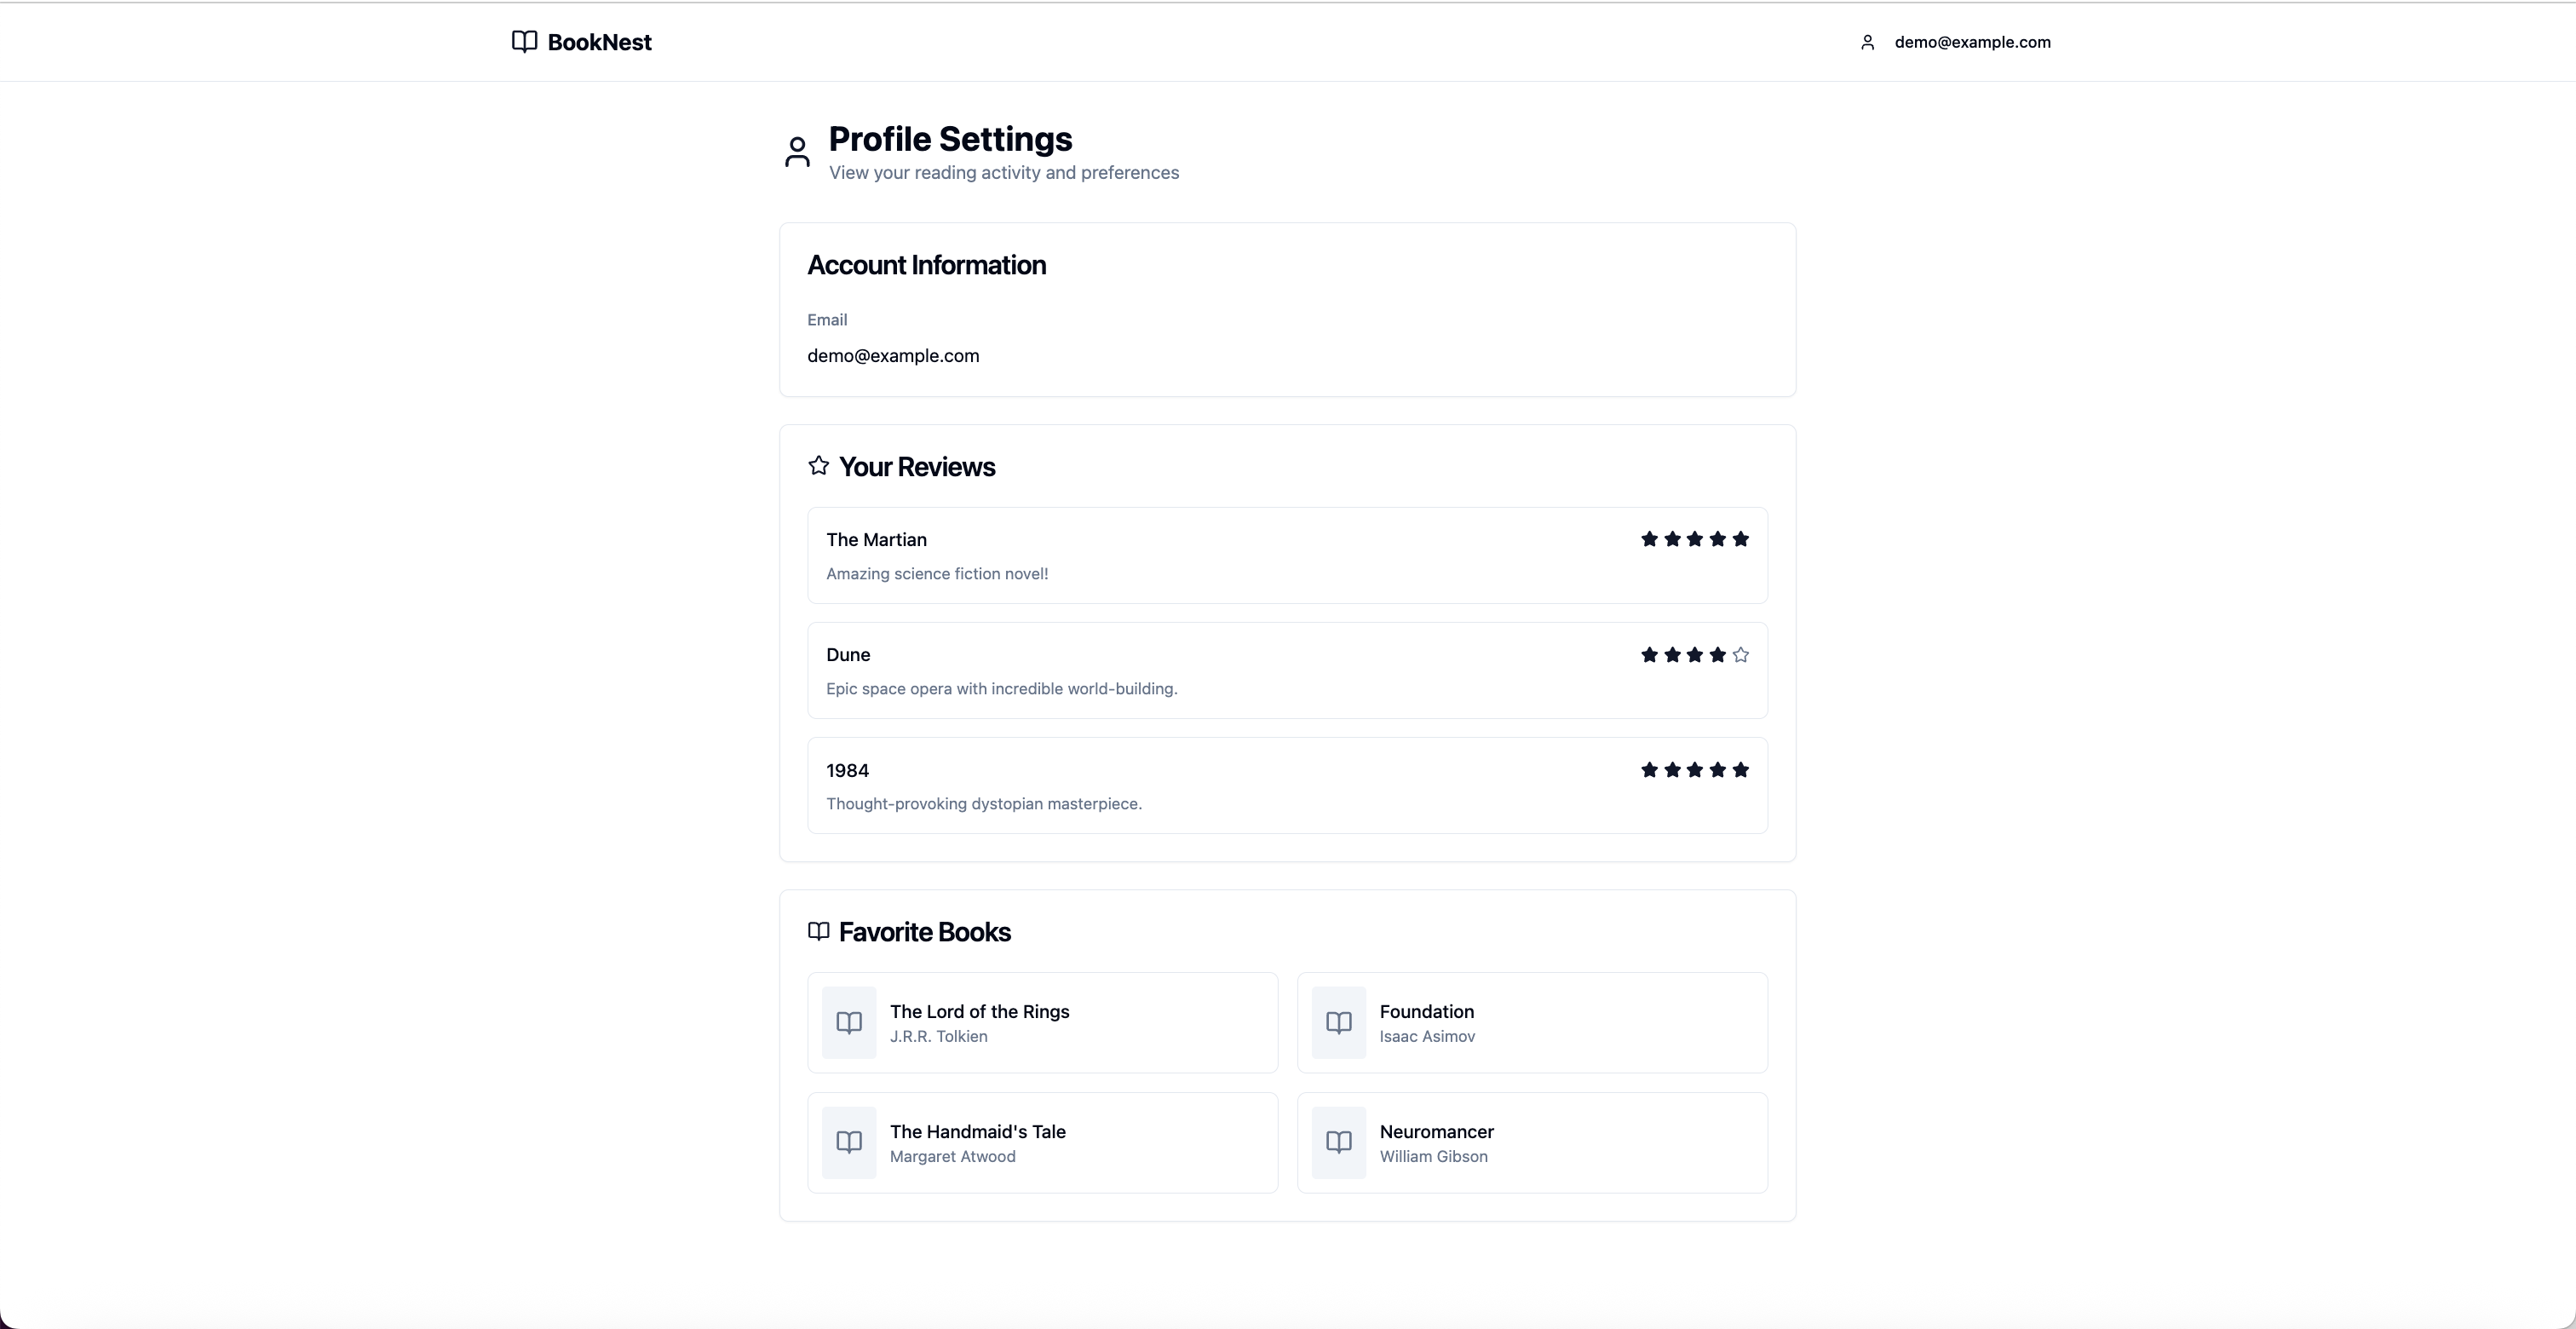 BookNest
demo@example.com
Profile Settings
View your reading activity and preferences
Account Information
Email
demo@example.com
Your Reviews
The Martian
Amazing science fiction novel!
Dune
Epic space opera with incredible world-building.
1984
Thought-provoking dystopian masterpiece.
Favorite Books
The Lord of the Rings
J.R.R. Tolkien
Foundation
Isaac Asimov
The Handmaid's Tale
Margaret Atwood
Neuromancer
William Gibson